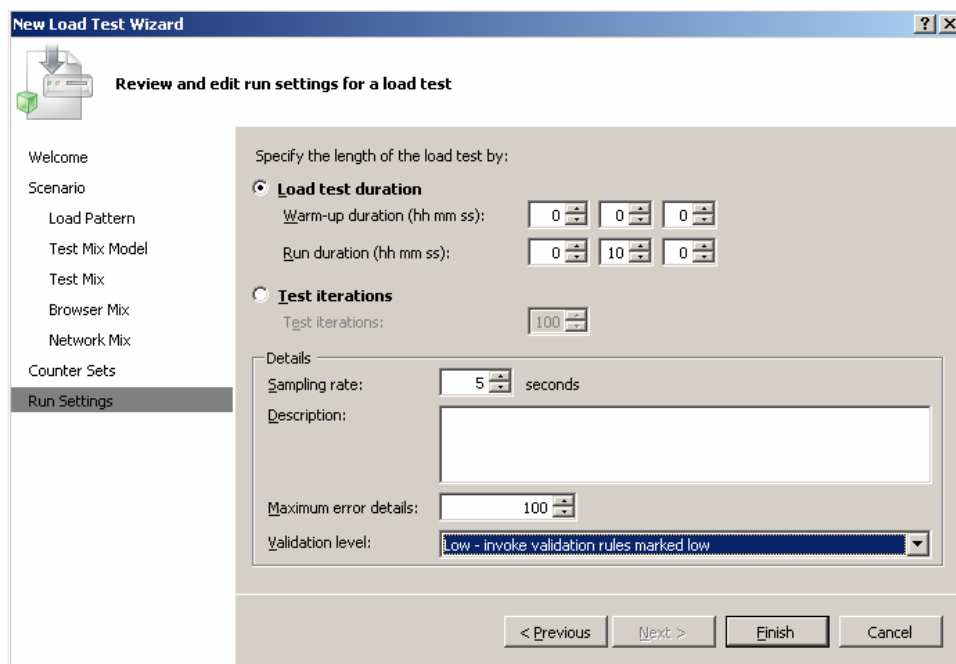 New Load Test Wizard
Review and edit run settings for a load test
Welcome
Scenario
Load Pattern
Test Mix Model
Test Mix
Browser Mix
Network Mix
Counter Sets
Run Settings
Specify the length of the load test by:
Load test duration
Warm-up duration (hh mm ss): 0 0 0
Run duration (hh mm ss): 0 10 0
Test iterations
Test iterations: 100
Details
Sampling rate: 5 seconds
Description:
Maximum error details: 100
Validation level: Low - invoke validation rules marked low
< Previous Next > Finish Cancel